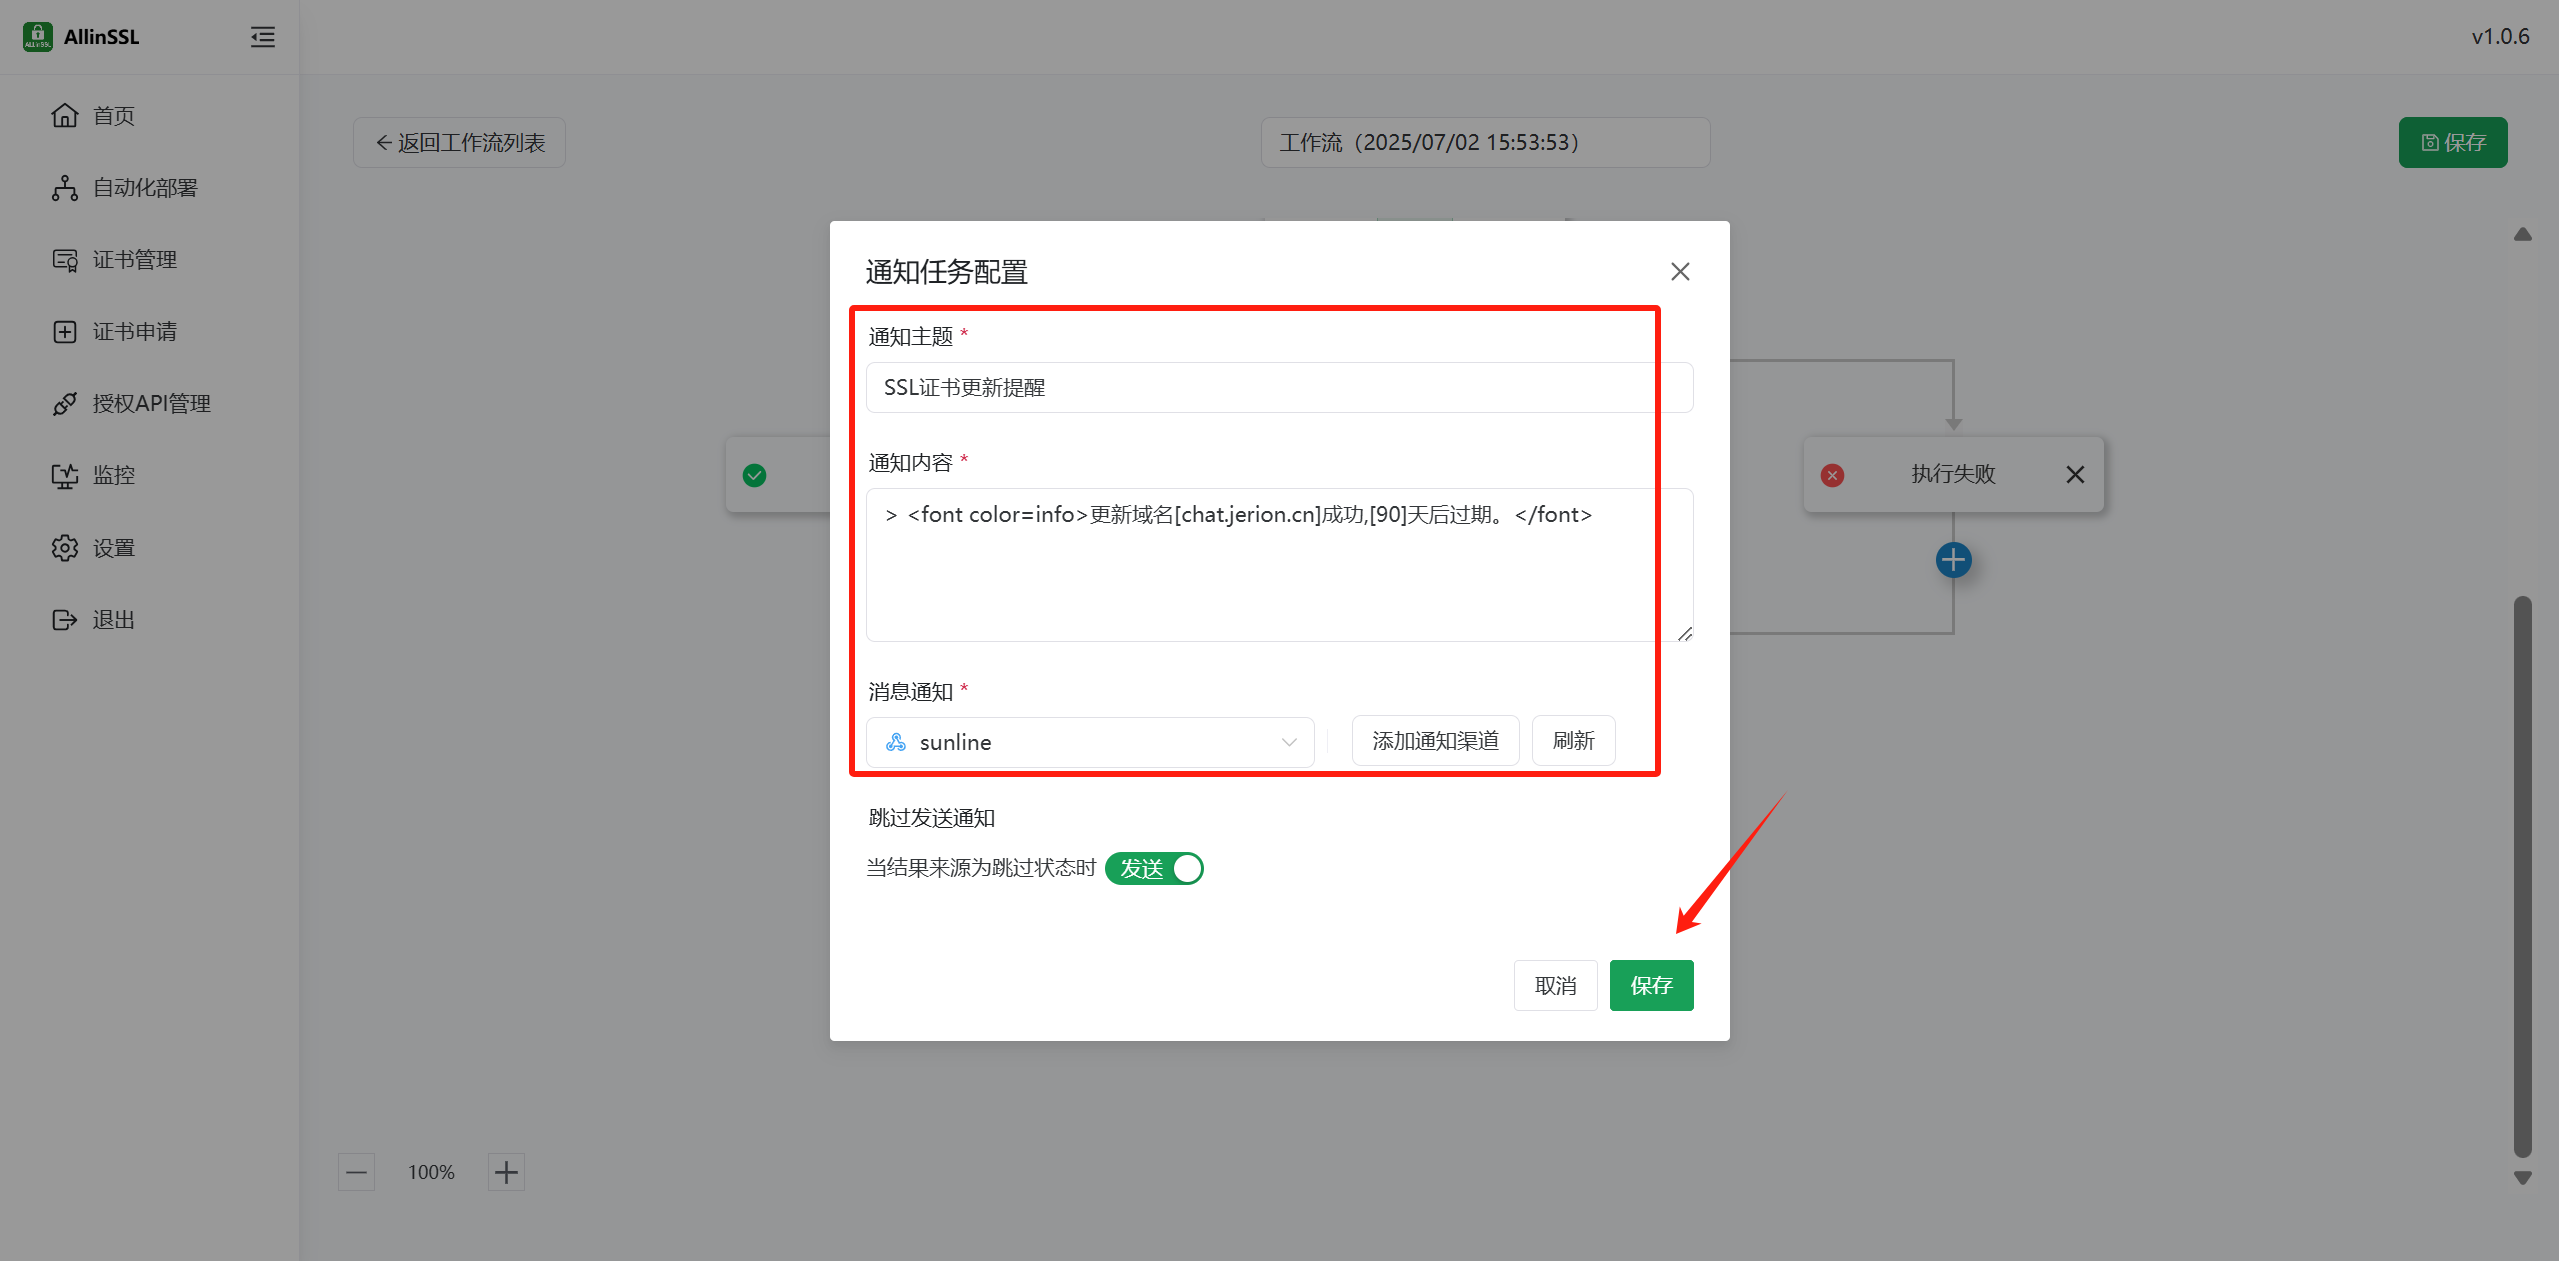 AllinSSL
v1.0.6
首页
自动化部署
证书管理
证书申请
授权API管理
监控
设置
退出
返回工作流列表
工作流（2025/07/02 15:53:53）
保存
通知任务配置
通知主题 *
SSL证书更新提醒
通知内容 *
> <font color=info>更新域名[chat.jerion.cn]成功,[90]天后过期。</font>
消息通知 *
sunline
添加通知渠道
刷新
跳过发送通知
当结果来源为跳过状态时 发送
取消
保存
执行失败
100%